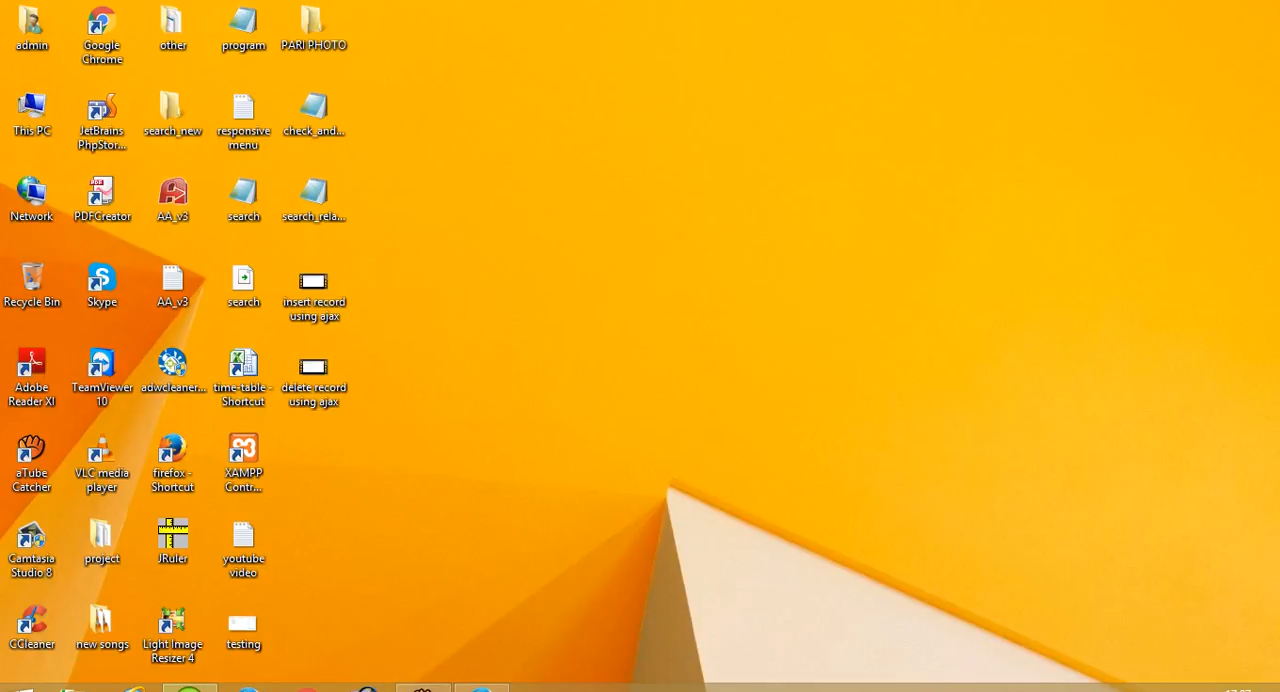 admin
Google
Chrome
other
program
PARI PHOTO
This PC
JetBrains
PhpStor...
search_new
responsive
menu
check_and...
Network
PDFCreator
AA_v3
search
search_rela...
Recycle Bin
Skype
AA_v3
search
insert record
using ajax
Adobe
Reader XI
TeamViewer
10
adwcleaner...
time-table -
Shortcut
delete record
using ajax
aTube
Catcher
VLC media
player
firefox -
Shortcut
XAMPP
Contr...
Camtasia
Studio 8
project
JRuler
youtube
video
CCleaner
new songs
Light Image
Resizer 4
testing